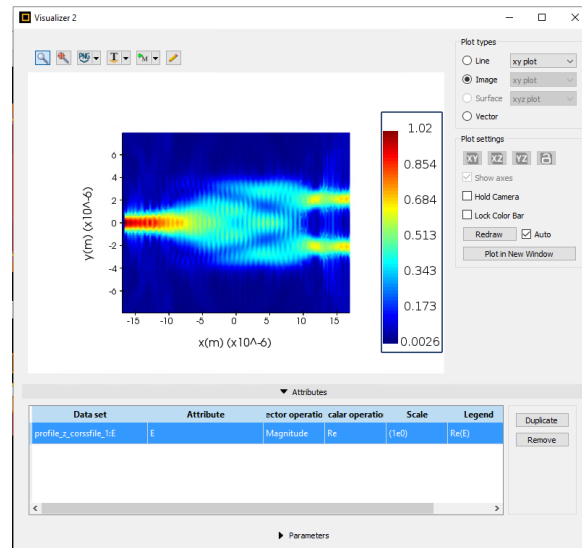 Visualizer 2
Plot types
Line
xy plot
Image
xy plot
Surface
xyz plot
Vector
Plot settings
XY
XZ
YZ
Show axes
Hold Camera
Lock Color Bar
Redraw
Auto
Plot in New Window
PNG
T
M
1.02
0.854
0.684
0.513
0.343
0.173
0.0026
y(m) (x10^-6)
6
4
2
0
-2
-4
-6
-15 -10 -5 0 5 10 15
x(m) (x10^-6)
Attributes
Data set Attribute ector operatio calar operatio Scale Legend
profile_z_corssfile_1:E E Magnitude Re (1e0) Re(E)
Duplicate
Remove
Parameters